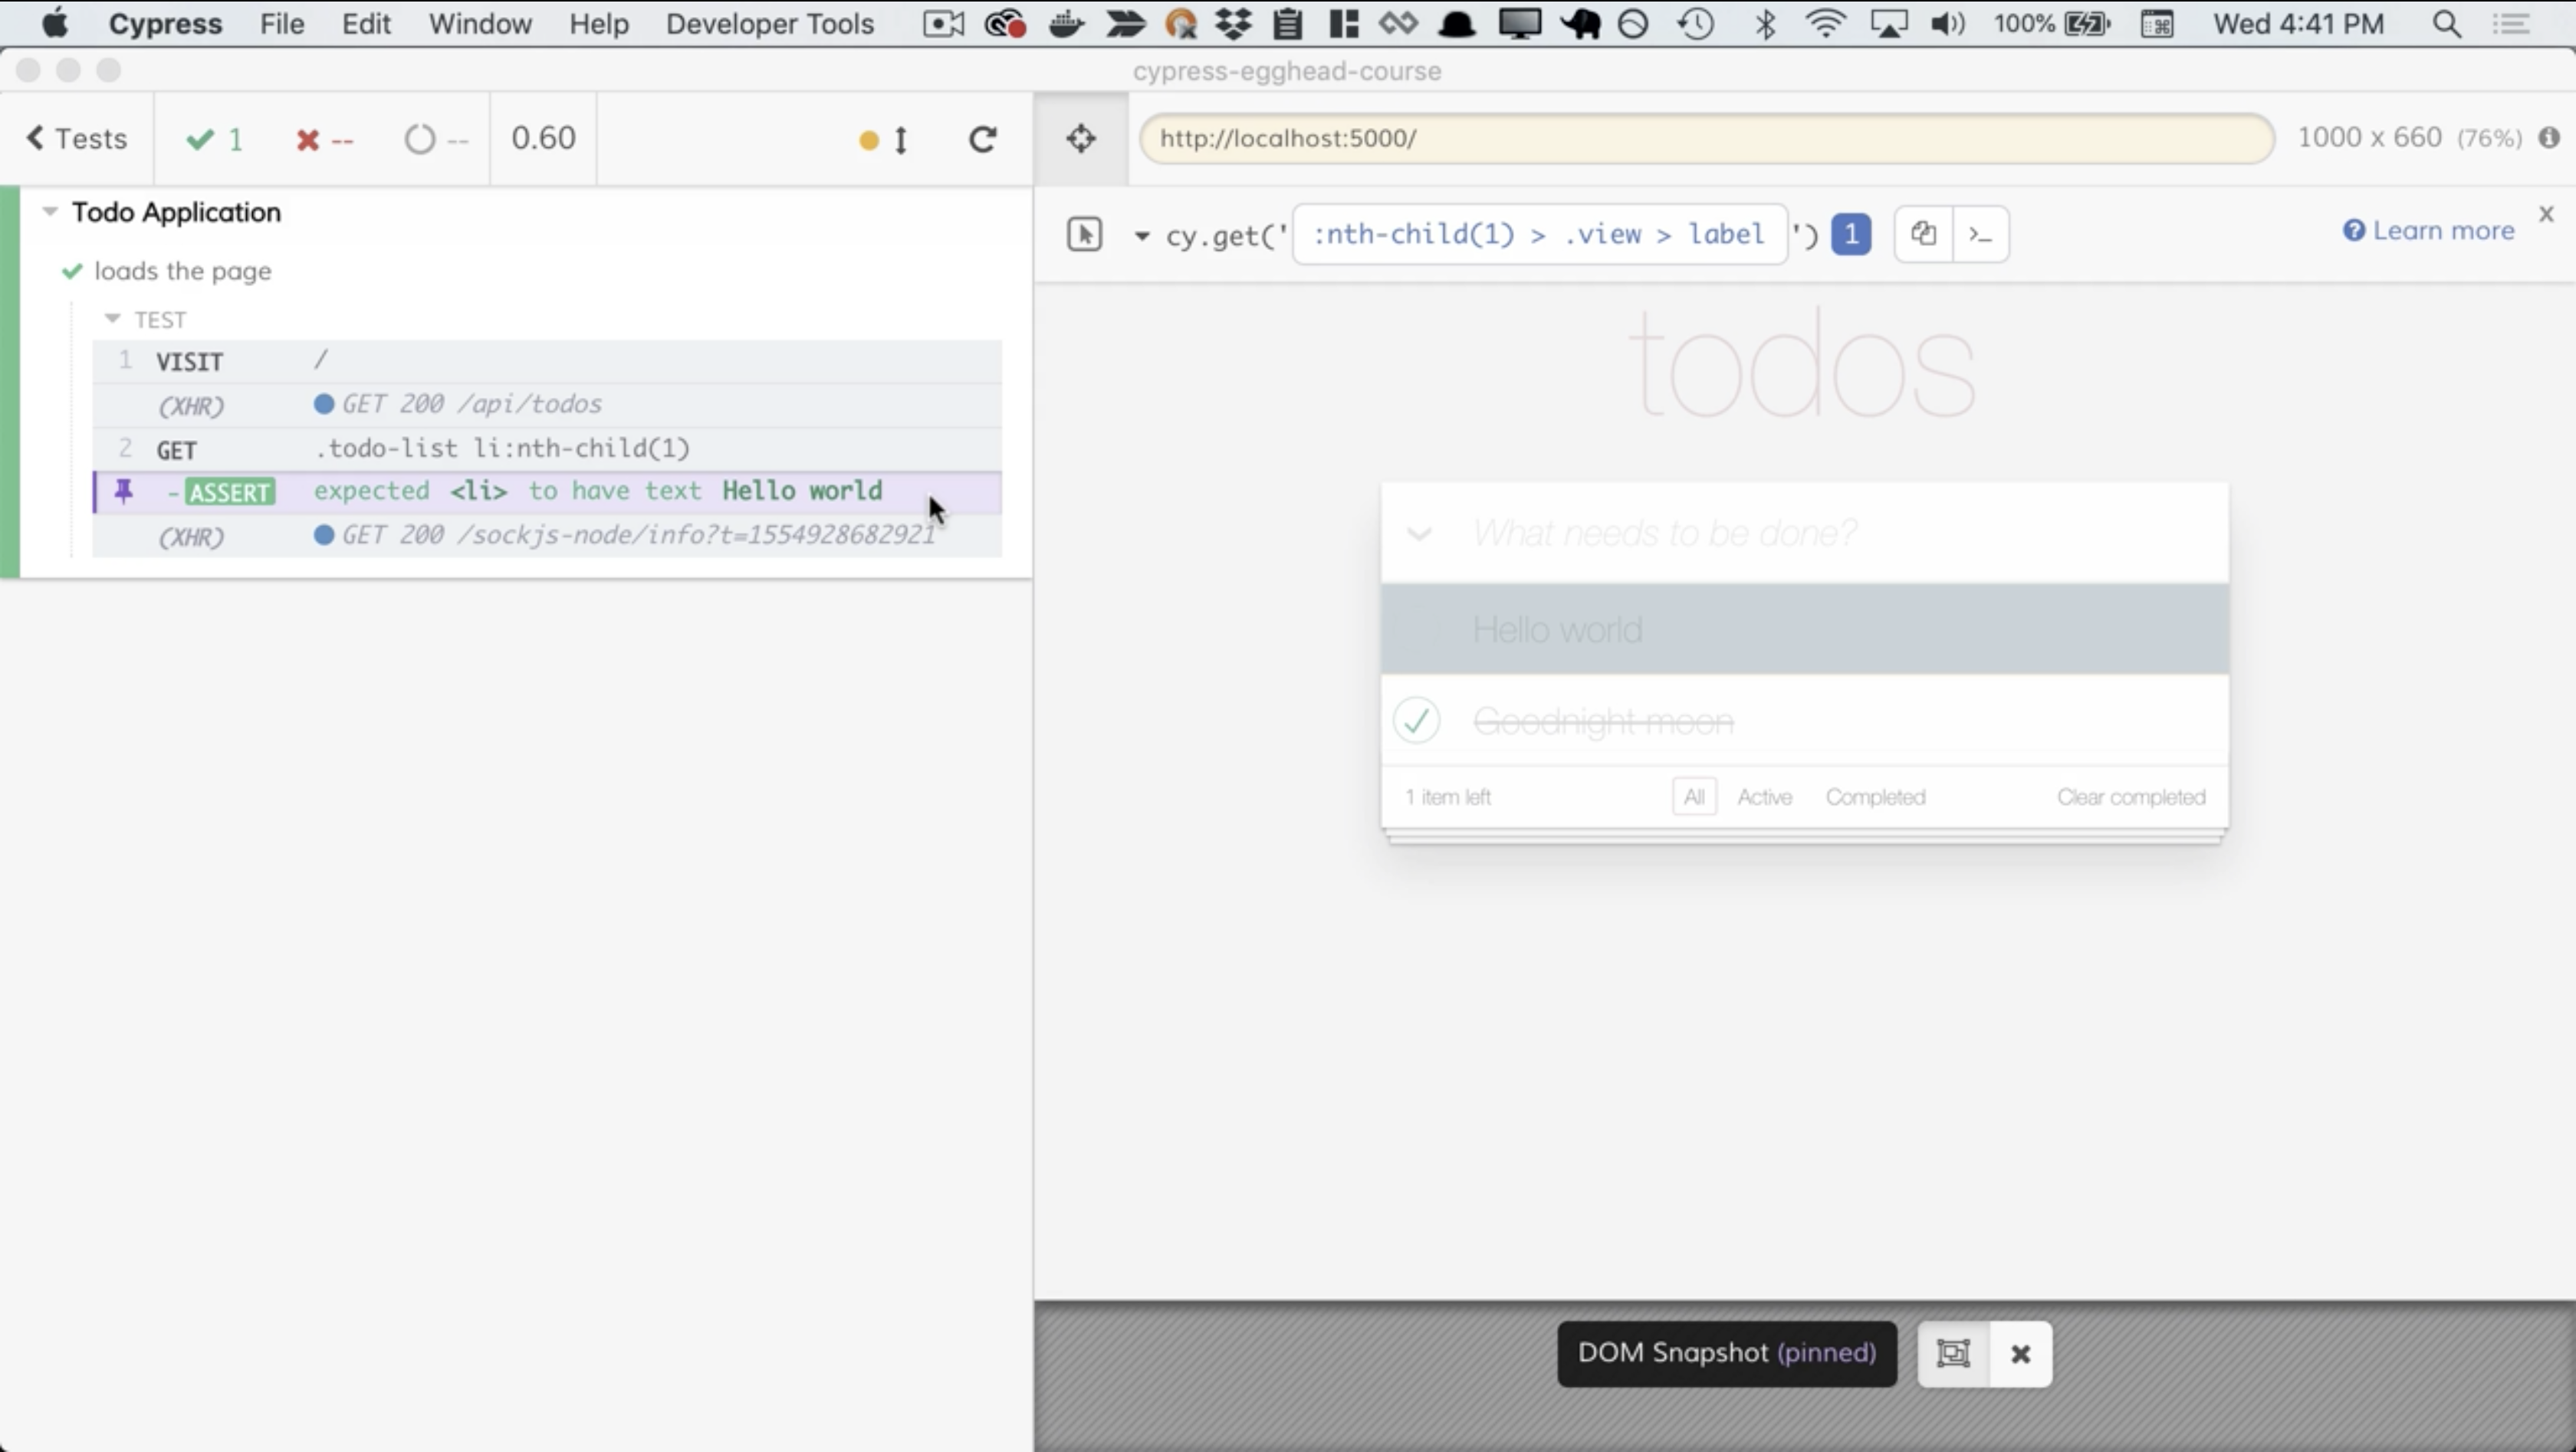 Cypress File Edit Window Help Developer Tools 100% Wed 4:41 PM
cypress-egghead-course
Tests 1 -- -- 0.60
http://localhost:5000/ 1000 x 660 (76%)
Todo Application
loads the page
TEST
1 VISIT /
(XHR) GET 200 /api/todos
2 GET .todo-list li:nth-child(1)
-ASSERT expected <li> to have text Hello world
(XHR) GET 200 /sockjs-node/info?t=1554928682921
cy.get(' :nth-child(1) > .view > label ') 1 >_ Learn more x
todos
What needs to be done?
Hello world
Goodnight moon
1 item left All Active Completed Clear completed
DOM Snapshot (pinned)